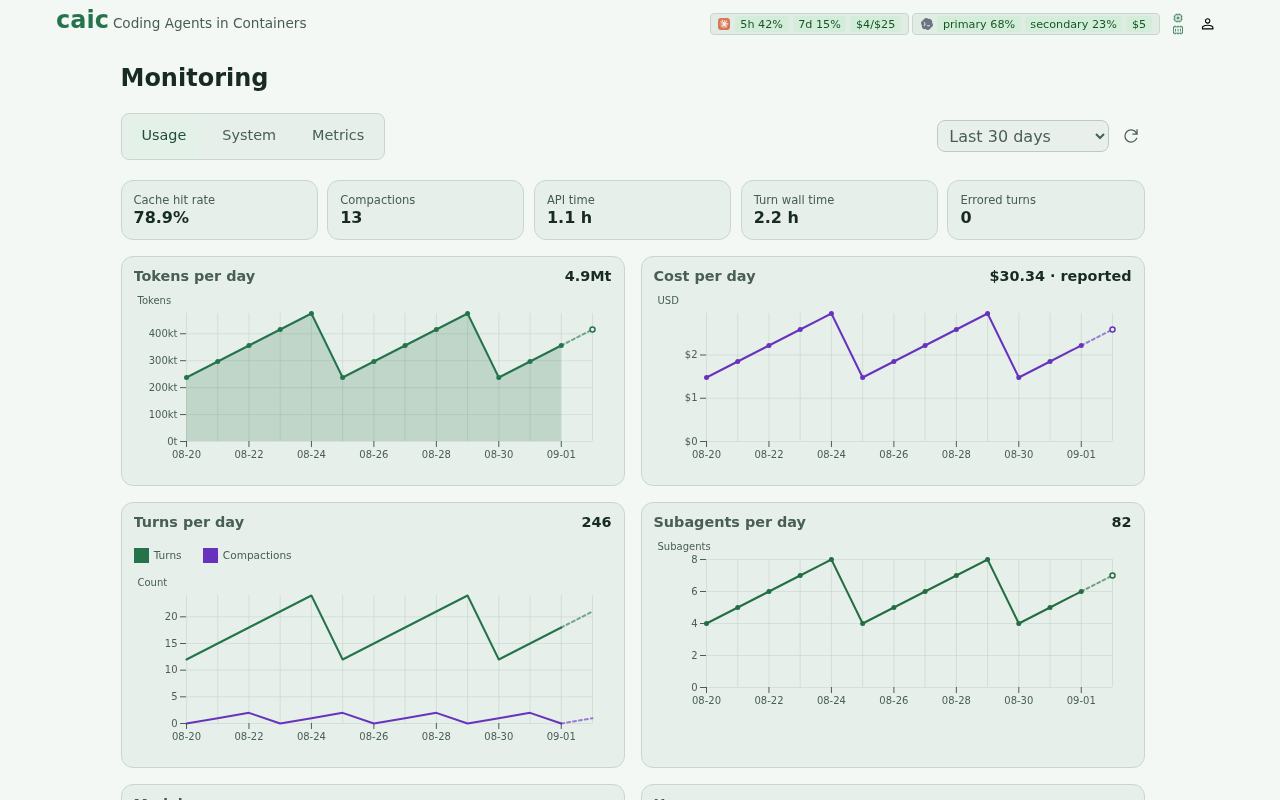 caic Coding Agents in Containers
5h 42% 7d 15% $4/$25 primary 68% secondary 23% $5
Monitoring
Usage System Metrics Last 30 days
Cache hit rate
78.9%
Compactions
13
API time
1.1 h
Turn wall time
2.2 h
Errored turns
0
Tokens per day 4.9Mt
Tokens
400kt
300kt
200kt
100kt
0t
08-20 08-22 08-24 08-26 08-28 08-30 09-01
Cost per day $30.34 · reported
USD
$2
$1
$0
08-20 08-22 08-24 08-26 08-28 08-30 09-01
Turns per day 246
Turns Compactions
Count
20
15
10
5
0
08-20 08-22 08-24 08-26 08-28 08-30 09-01
Subagents per day 82
Subagents
8
6
4
2
0
08-20 08-22 08-24 08-26 08-28 08-30 09-01